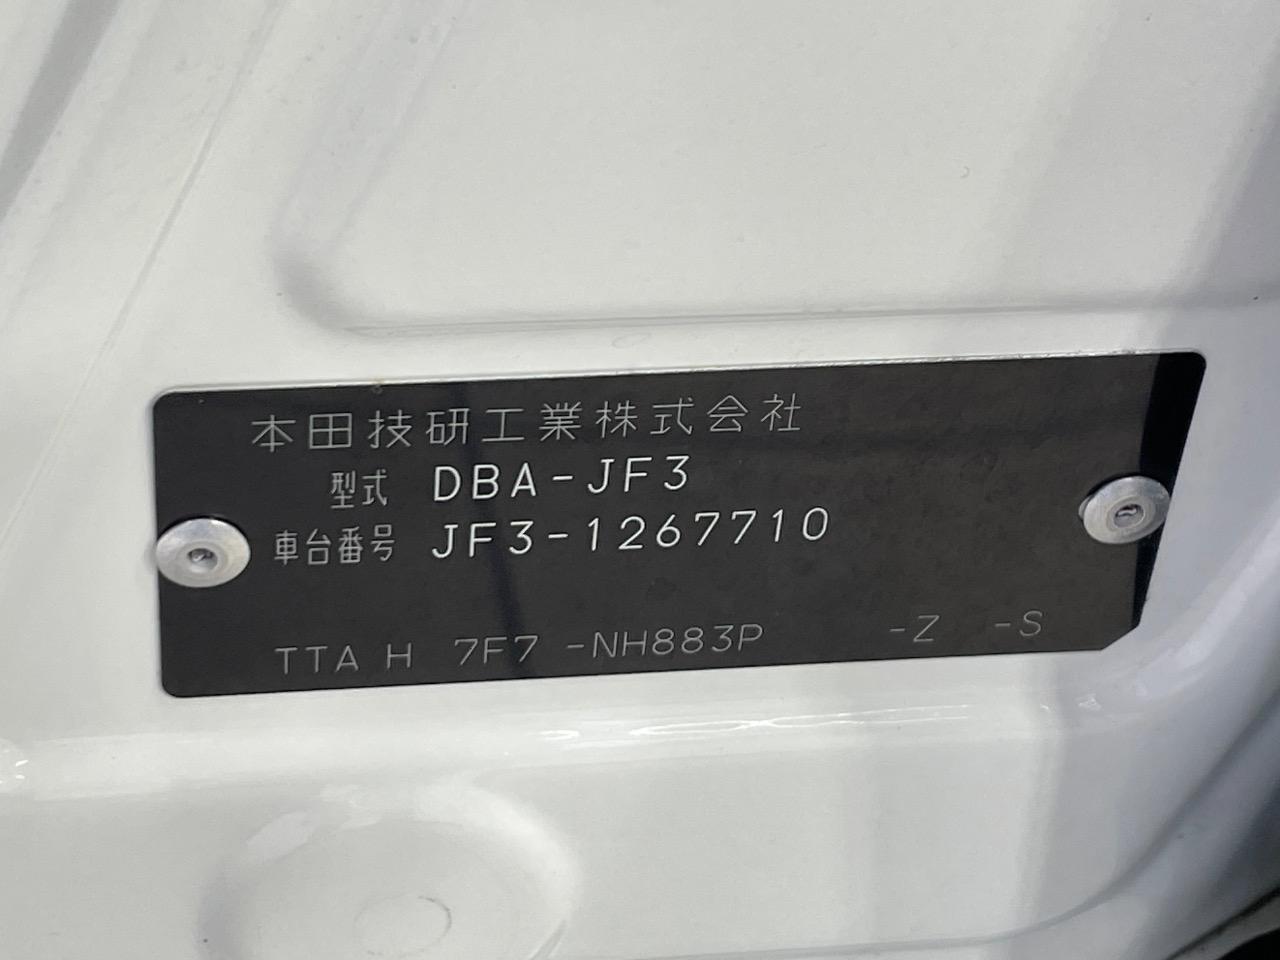 本田技研工業株式会社
型式 DBA-JF3
車台番号 JF3-1267710
TTA H 7F7 -NH883P -Z -S